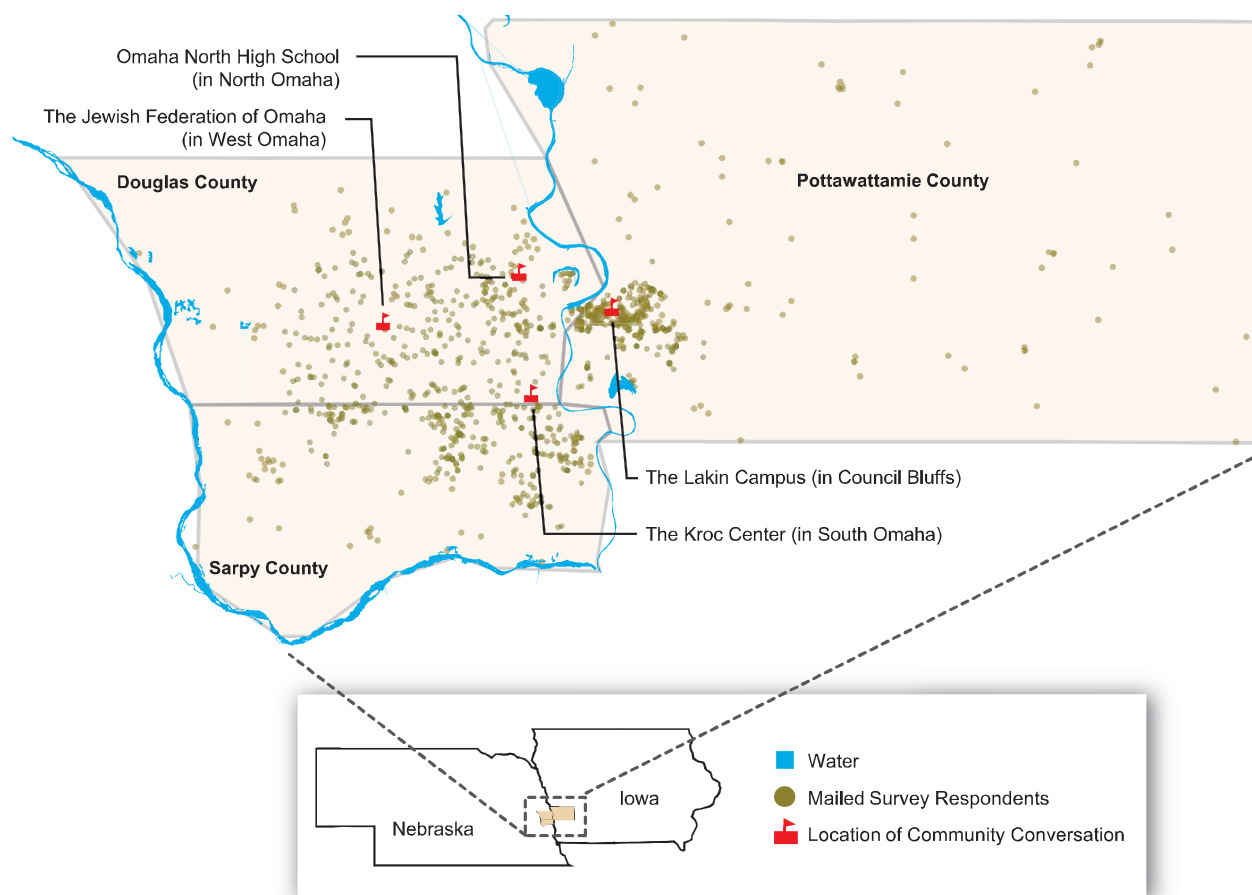 Omaha North High School
(in North Omaha)
The Jewish Federation of Omaha
(in West Omaha)
Douglas County
Pottawattamie County
The Lakin Campus (in Council Bluffs)
The Kroc Center (in South Omaha)
Sarpy County
Water
Iowa
Mailed Survey Respondents
Nebraska
Location of Community Conversation